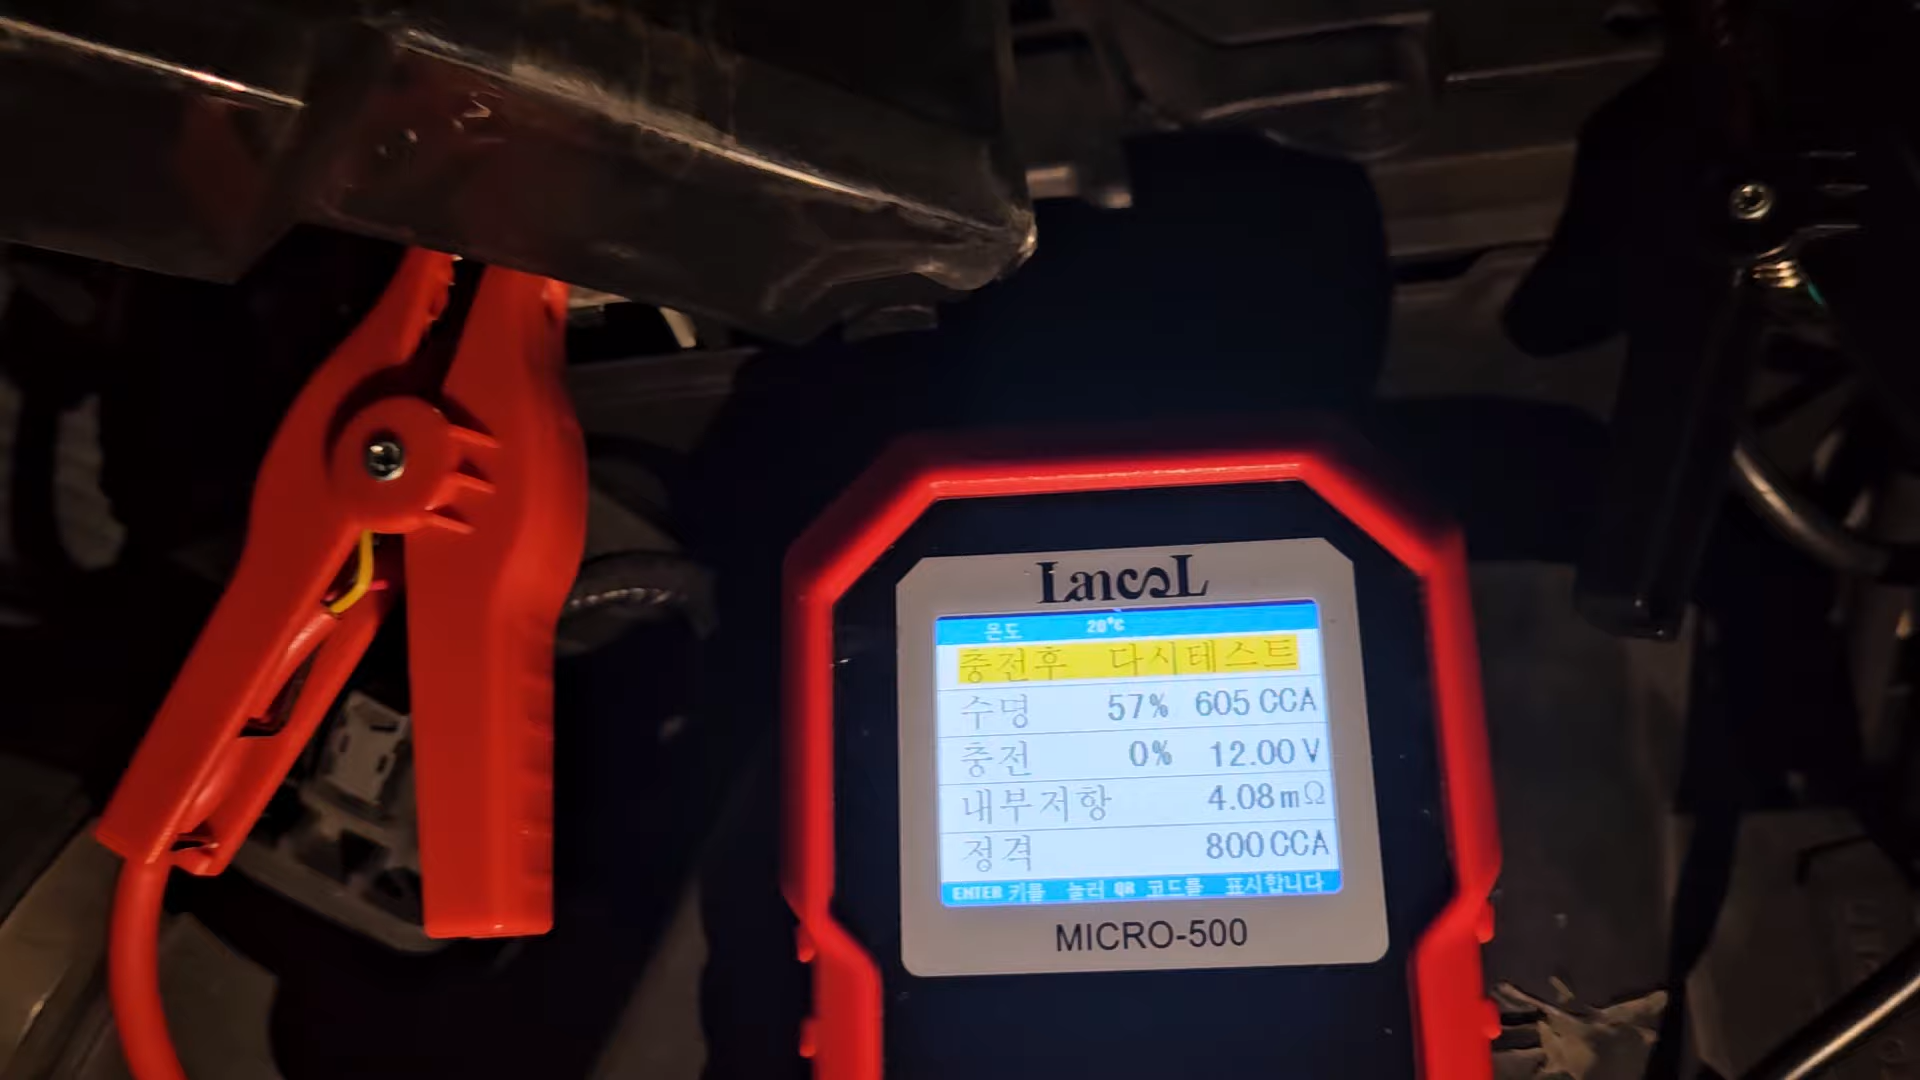 Lancol
온도 20°C
충전후 다시테스트
수명 57% 605 CCA
충전 0% 12.00 V
내부저항 4.08mΩ
정격 800 CCA
ENTER 키를 눌러 QR 코드를 표시합니다
MICRO-500